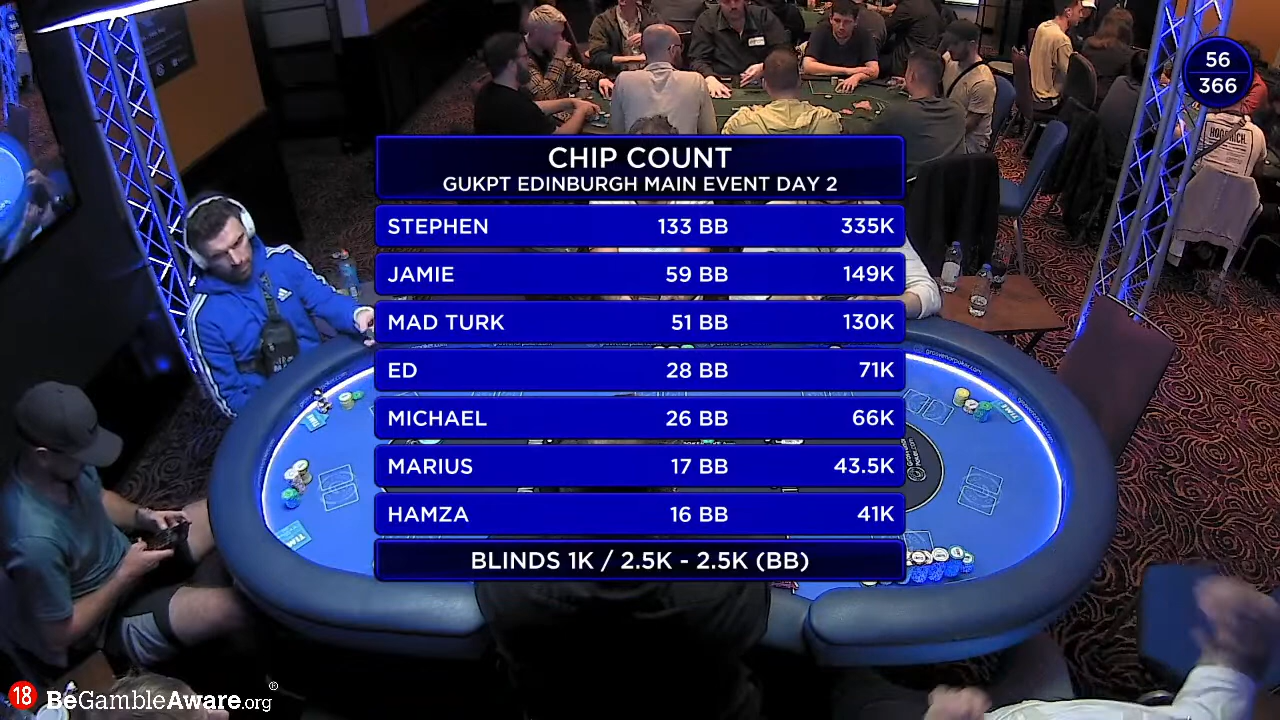 56
366
CHIP COUNT
GUKPT EDINBURGH MAIN EVENT DAY 2
STEPHEN 133 BB 335K
JAMIE 59 BB 149K
MAD TURK 51 BB 130K
ED 28 BB 71K
MICHAEL 26 BB 66K
MARIUS 17 BB 43.5K
HAMZA 16 BB 41K
BLINDS 1K / 2.5K - 2.5K (BB)
TIME
TIME
18 BeGambleAware.org®